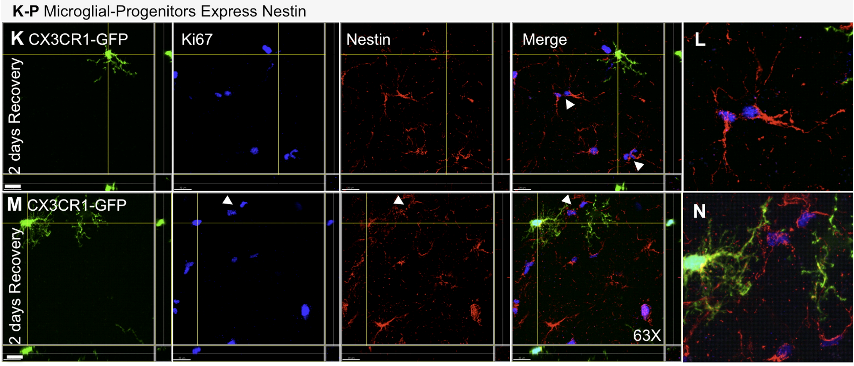 K-P Microglial-Progenitors Express Nestin
K CX3CR1-GFP
Ki67
Nestin
Merge
L
2 days Recovery
M CX3CR1-GFP
N
2 days Recovery
63X